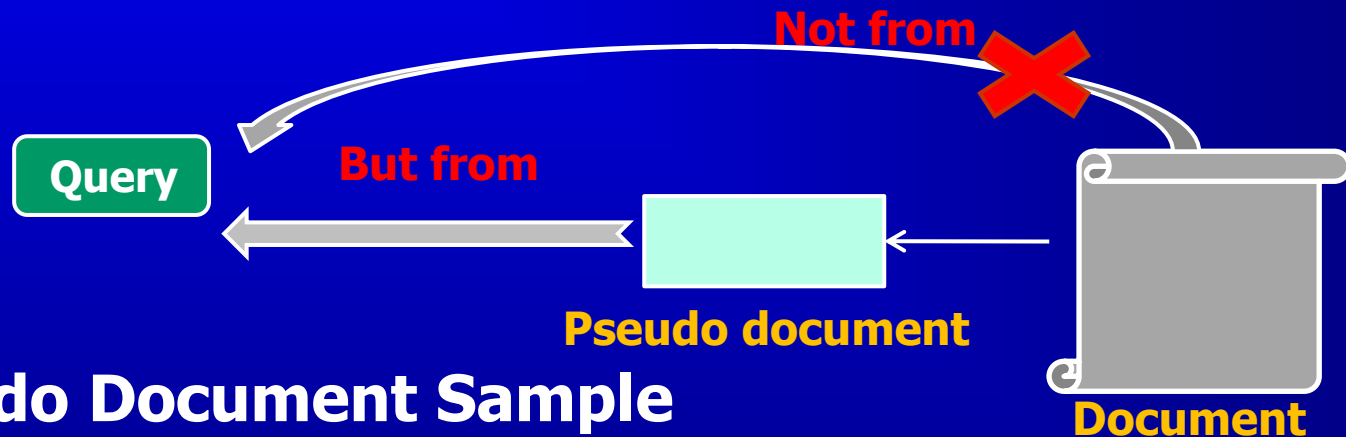 Not from
But from
Query
Pseudo document
do Document Sample
Document